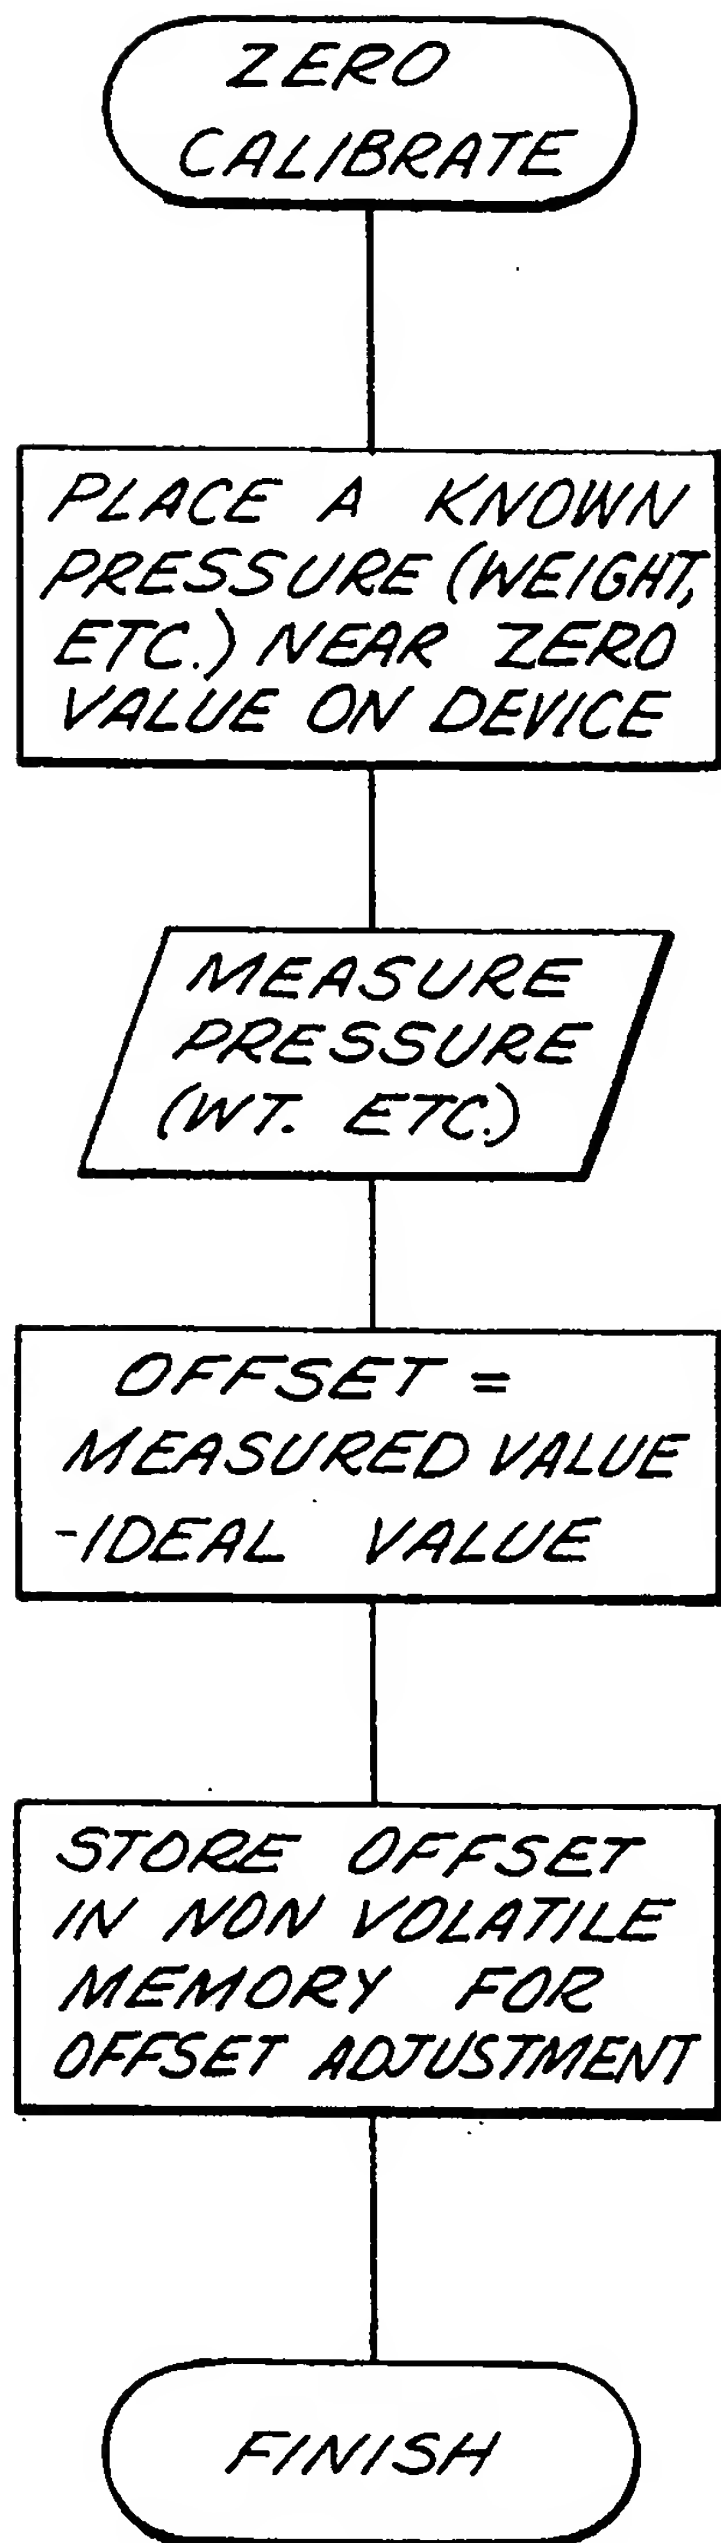 ZERO
CALIBRATE
PLACE A KNOWN
PRESSURE (WEIGHT,
ETC.) NEAR ZERO
VALUE ON DEVICE
MEASURE
PRESSURE
(WT. ETC.)
OFFSET =
MEASURED VALUE
-IDEAL VALUE
STORE OFFSET
IN NON VOLATILE
MEMORY FOR
OFFSET ADJUSTMENT
FINISH